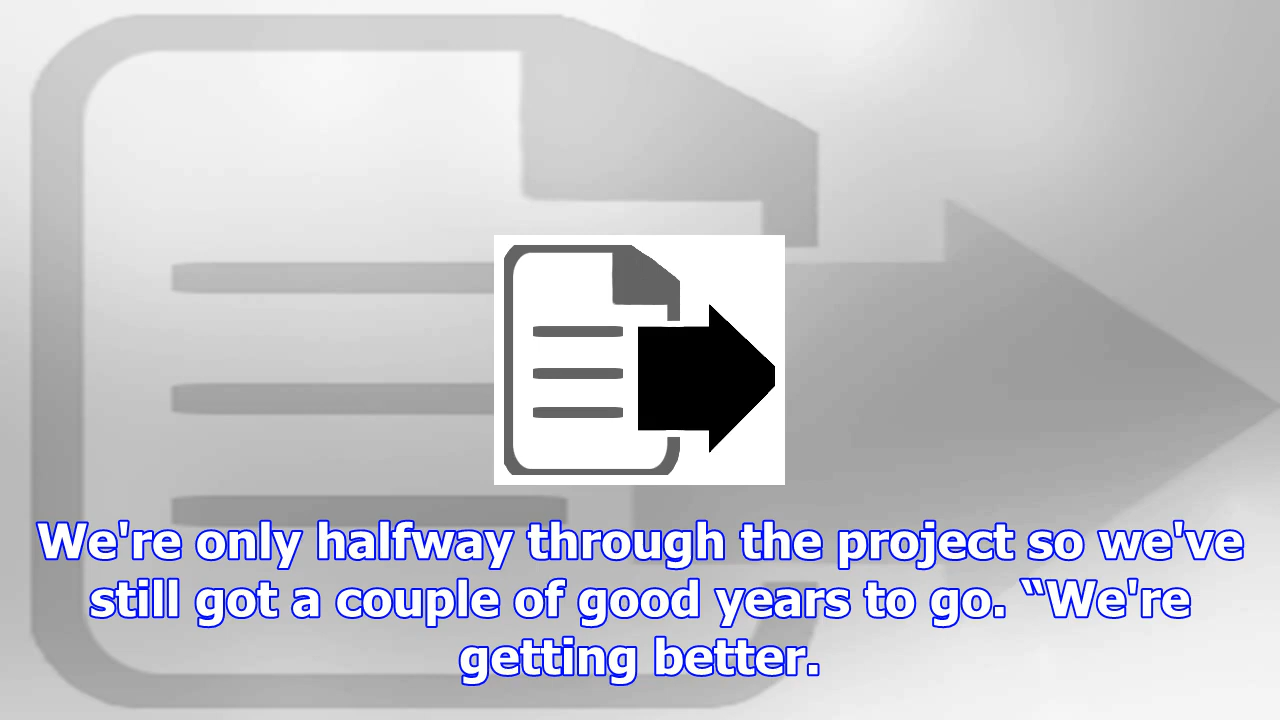 We're only halfway through the project so we've
still got a couple of good years to go. “We're
getting better.